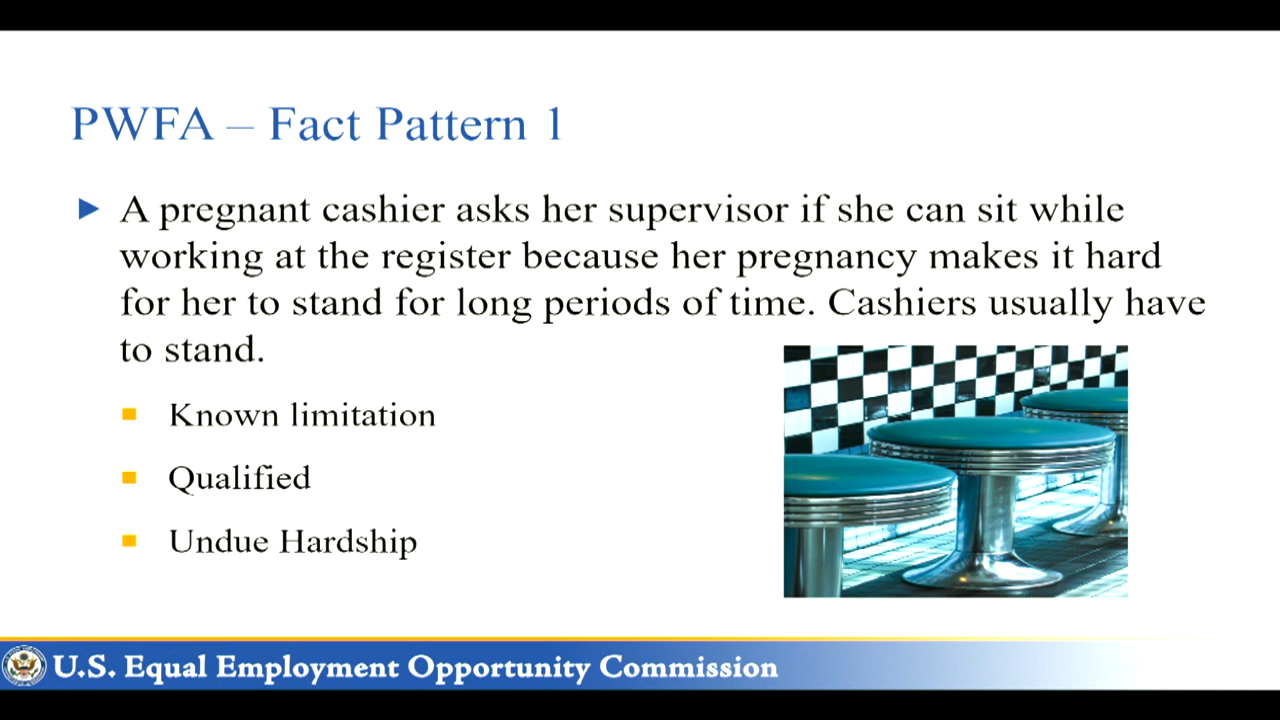 PWFA – Fact Pattern 1
A pregnant cashier asks her supervisor if she can sit while
working at the register because her pregnancy makes it hard
for her to stand for long periods of time. Cashiers usually have
to stand.
Known limitation
Qualified
Undue Hardship
U.S. Equal Employment Opportunity Commission